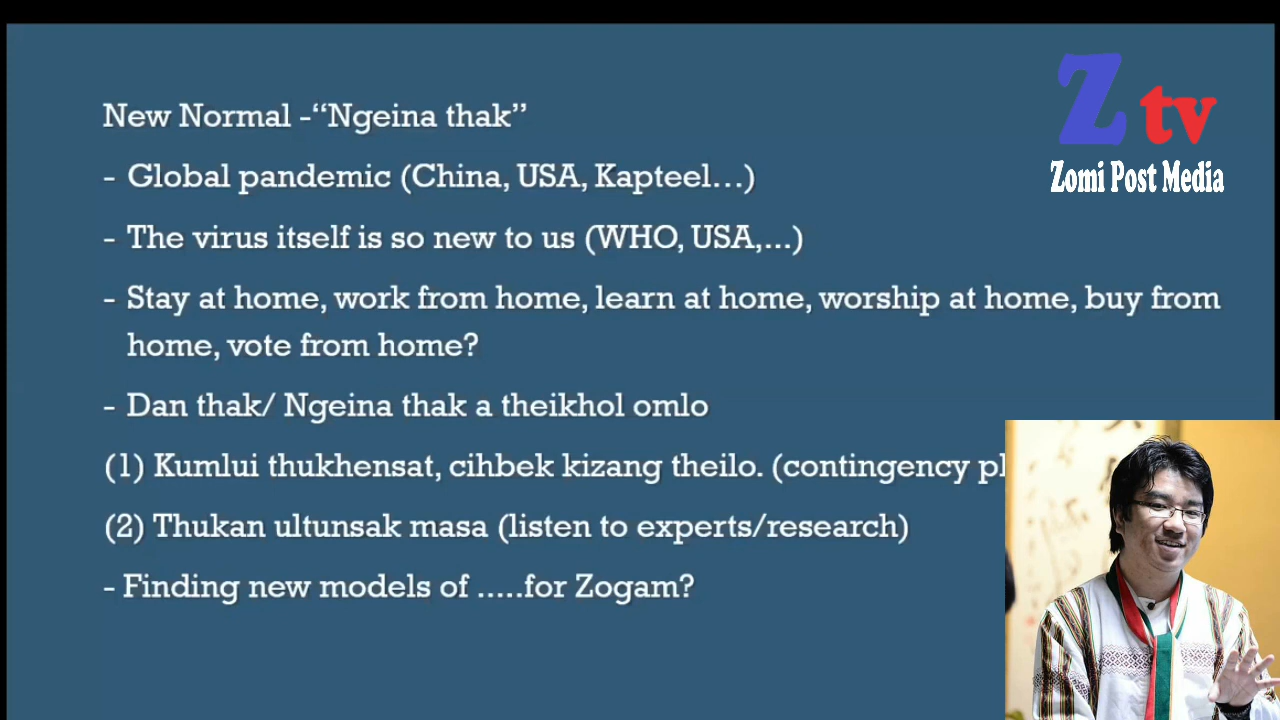 New Normal -“Ngeina thak”
- Global pandemic (China, USA, Kapteel...)
- The virus itself is so new to us (WHO, USA,...)
- Stay at home, work from home, learn at home, worship at home, buy from
home, vote from home?
- Dan thak/ Ngeina thak a theikhol omlo
(1) Kumlui thukhensat, cihbek kizang theilo. (contingency
(2) Thukan ultunsak masa (listen to experts/research)
- Finding new models of .....for Zogam?
Z tv
Zomi Post Media